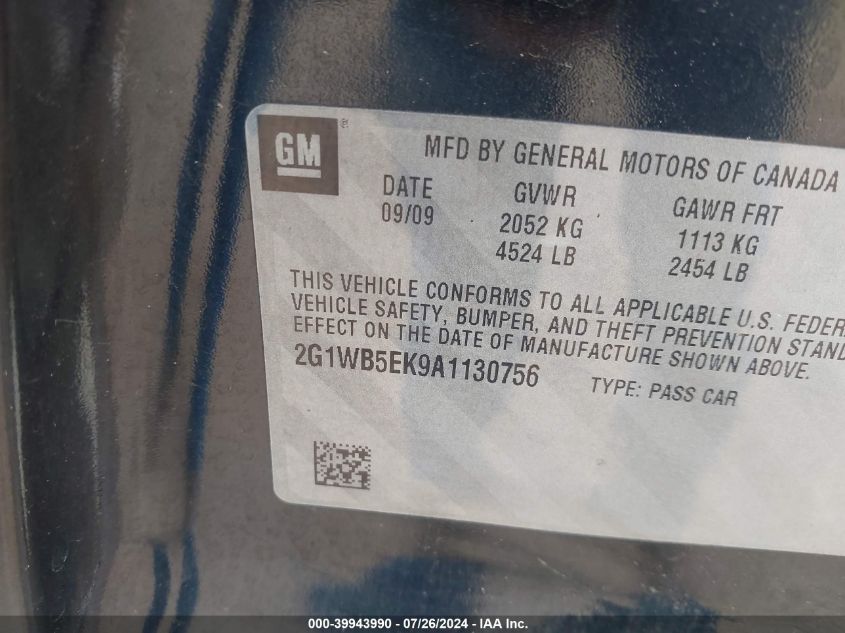 GM®
MFD BY GENERAL MOTORS OF CANADA
DATE GVWR GAWR FRT
09/09 2052 KG 1113 KG
4524 LB 2454 LB
THIS VEHICLE CONFORMS TO ALL APPLICABLE U.S. FEDER
VEHICLE SAFETY, BUMPER, AND THEFT PREVENTION STAND
EFFECT ON THE DATE OF MANUFACTURE SHOWN ABOVE.
2G1WB5EK9A1130756 TYPE: PASS CAR
000-39943990 / 07/26/2024 - IAA Inc.